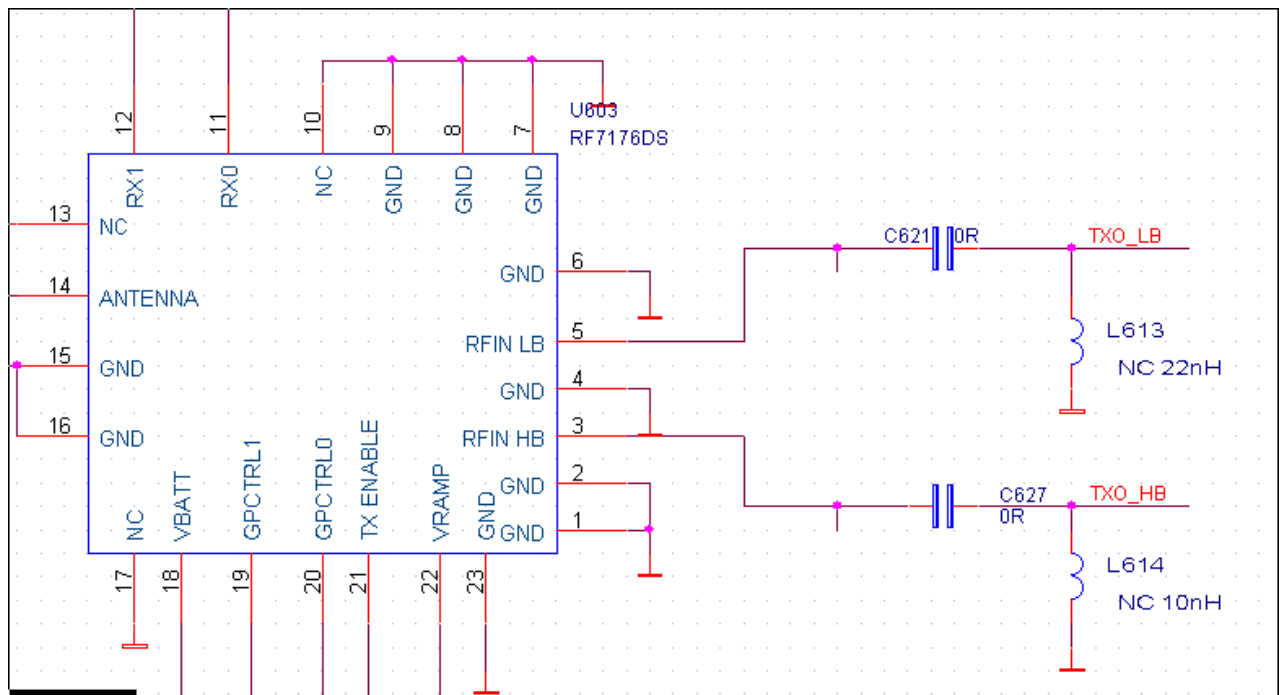 12
11
10
9
8
7
U603
RF7176DS
RX1
RX0
NC
GND
GND
GND
13
NC
GND
6
C621
0R
TXO_LB
14
ANTENNA
RFIN LB
5
L613
NC 22nH
15
GND
GND
4
16
GND
RFIN HB
3
GND
2
C627
0R
TXO_HB
GND
1
L614
NC 10nH
NC
VBATT
GPCTRL1
GPCTRL0
TX ENABLE
VRAMP
GND
17
18
19
20
21
22
23